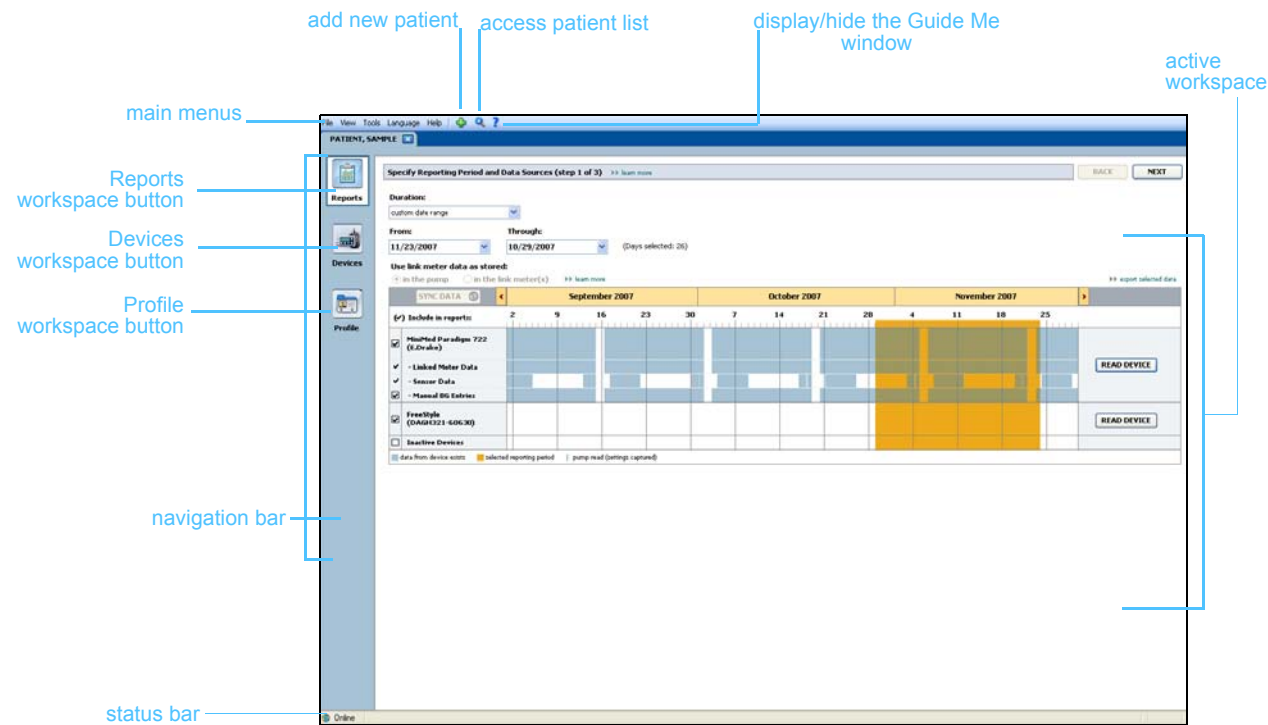 add new patient
access patient list
display/hide the Guide Me
window
active
workspace
main menus
File View Tools Language Help
PATIENT, SAMPLE
Reports
workspace button
Reports
Specify Reporting Period and Data Sources (step 1 of 3) >> learn more
BACK NEXT
Duration:
custom date range
From: Through:
11/23/2007 10/29/2007 (Days selected: 26)
Devices
workspace button
Devices
Use link meter data as stored:
in the pump in the link meter(s) >> learn more
>> export selected data
Profile
workspace button
Profile
SYNC DATA September 2007 October 2007 November 2007
(✓) Include in reports: 2 9 16 23 30 7 14 21 28 4 11 18 25
MiniMed Paradigm 722
(E.Drake)
- Linked Meter Data
- Sensor Data
- Manual BG Entries
READ DEVICE
FreeStyle
(DAGH321-60630)
READ DEVICE
Inactive Devices
data from device exists selected reporting period | pump read (settings captured)
navigation bar
status bar
Online